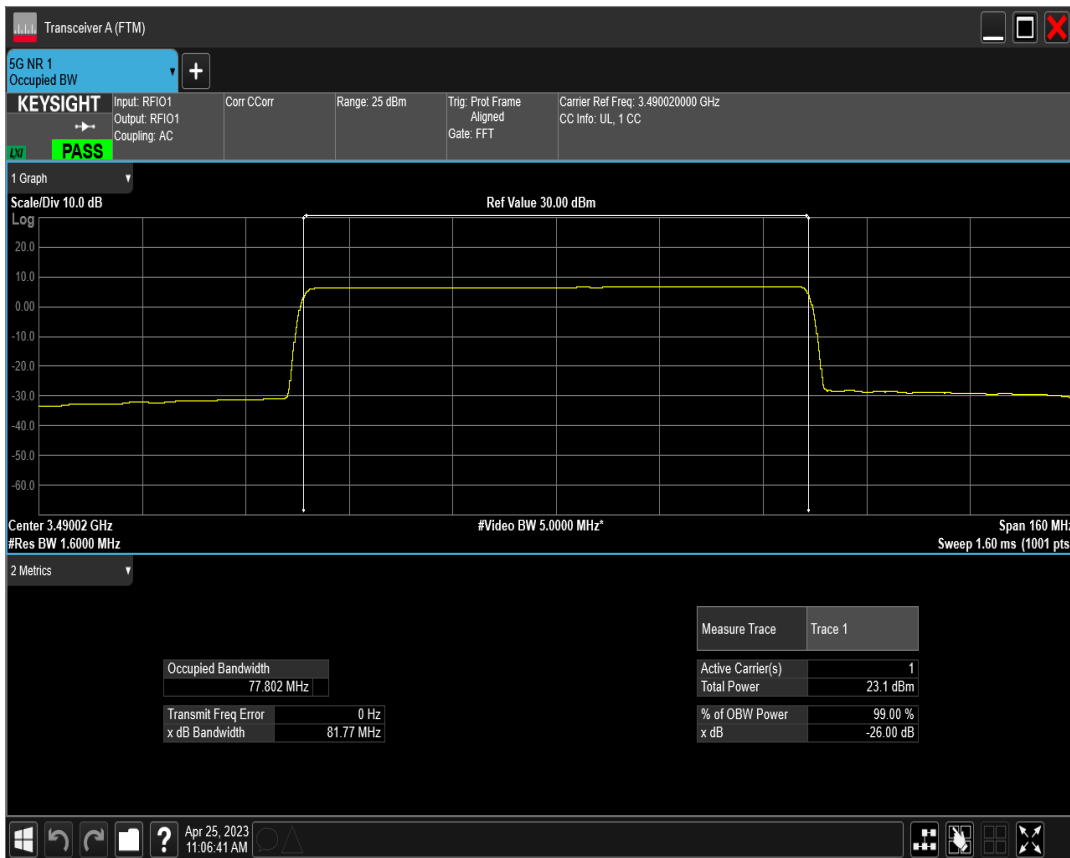 Transceiver A (FTM)
5G NR 1
Occupied BW
+
KEYSIGHT
LXI
PASS
Input: RFIO1
Output: RFIO1
Coupling: AC
Corr CCorr
Range: 25 dBm
Trig: Prot Frame
Aligned
Gate: FFT
Carrier Ref Freq: 3.490020000 GHz
CC Info: UL, 1 CC
1 Graph
Scale/Div 10.0 dB
Ref Value 30.00 dBm
Log
20.0
10.0
0.00
-10.0
-20.0
-30.0
-40.0
-50.0
-60.0
Center 3.49002 GHz
#Video BW 5.0000 MHz*
Span 160 MHz
#Res BW 1.6000 MHz
Sweep 1.60 ms (1001 pts
2 Metrics
Measure Trace Trace 1
Occupied Bandwidth
77.802 MHz
Active Carrier(s) 1
Total Power 23.1 dBm
Transmit Freq Error 0 Hz
x dB Bandwidth 81.77 MHz
% of OBW Power 99.00 %
x dB -26.00 dB
?
Apr 25, 2023
11:06:41 AM